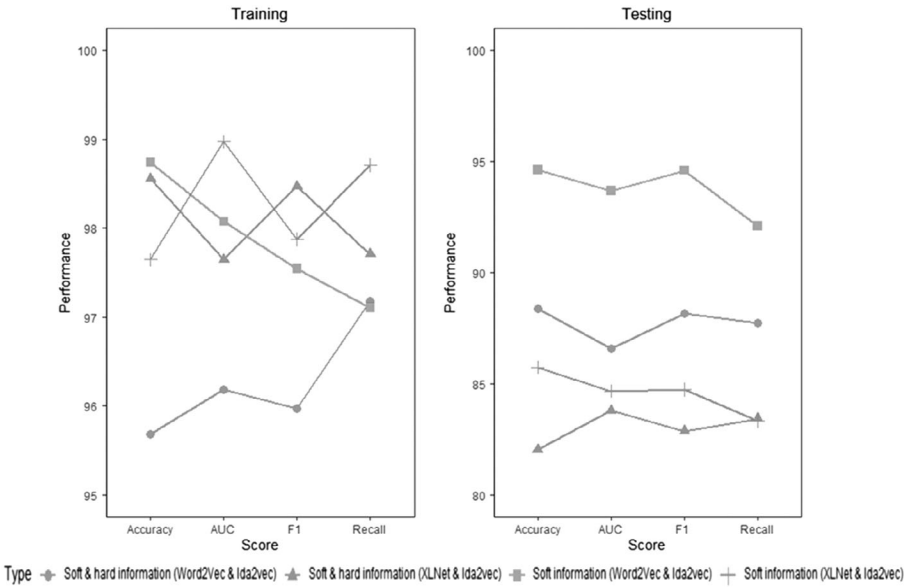 Training
Testing
100
99
98
97
96
95
Performance
Accuracy
AUC
F1
Recall
Score
100
95
90
85
80
Performance
Accuracy
AUC
F1
Recall
Score
Type Soft & hard information (Word2Vec & lda2vec) Soft & hard information (XLNet & lda2vec) Soft information (Word2Vec & lda2vec) Soft information (XLNet & lda2vec)